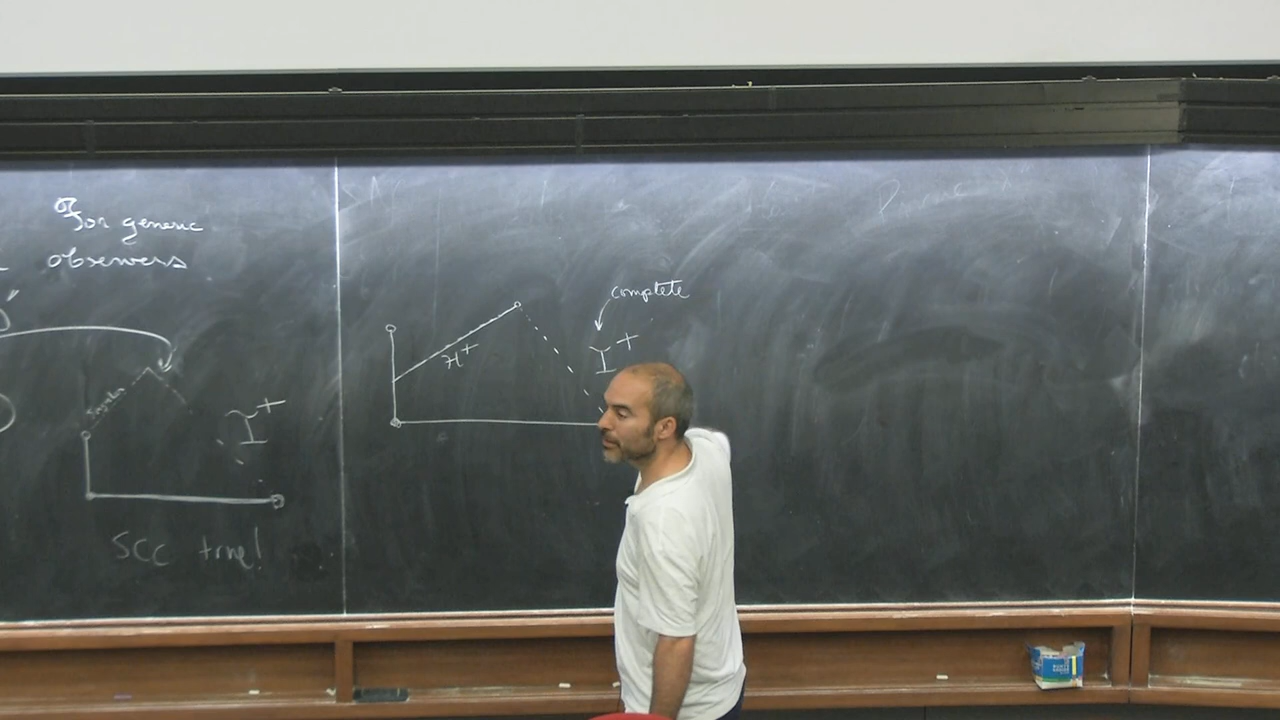 For generic
observers
I+
SCC true!
complete
H+
I+